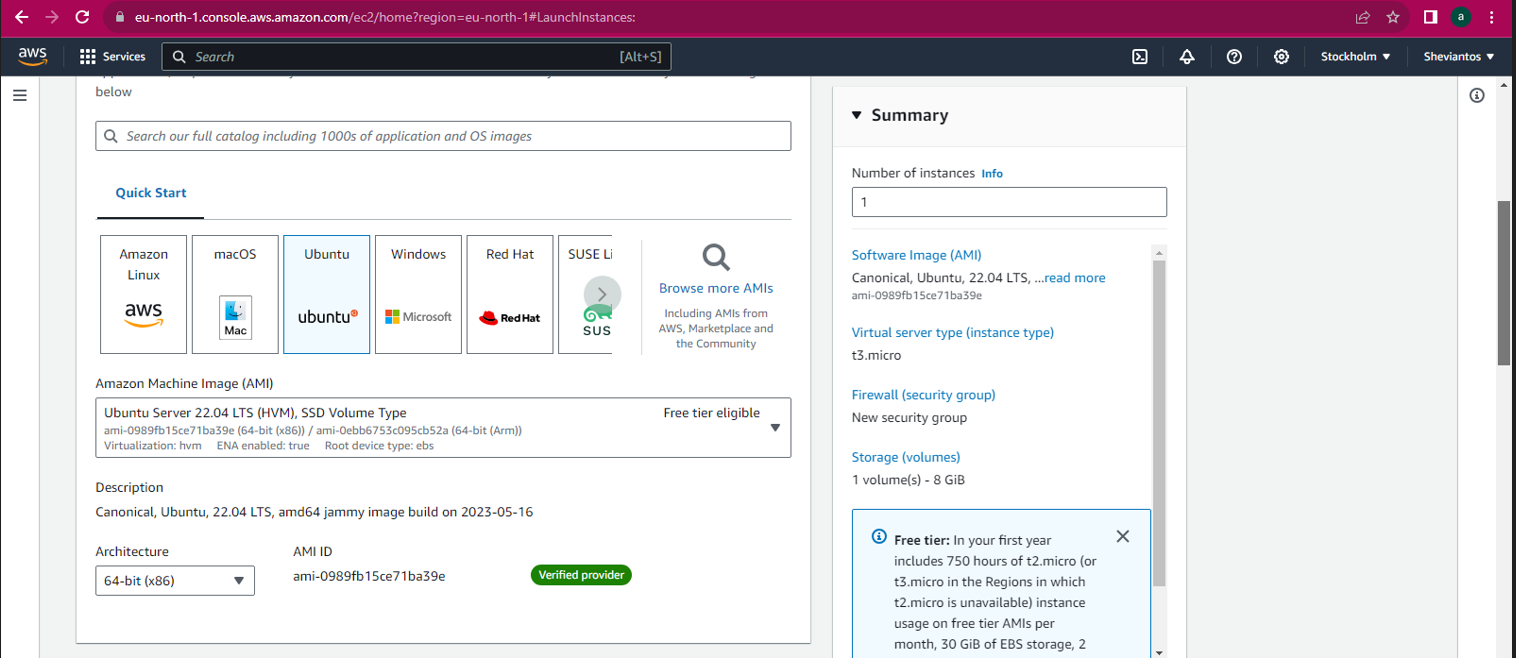 eu-north-1.console.aws.amazon.com/ec2/home?region=eu-north-1#LaunchInstances:
a
aws
Services
Search
[Alt+S]
Stockholm
Sheviantos
below
Search our full catalog including 1000s of application and OS images
Quick Start
Amazon
Linux
aws
macOS
Mac
Ubuntu
ubuntu
Windows
Microsoft
Red Hat
Red Hat
SUSE Li
SUS
Browse more AMIs
Including AMIs from
AWS, Marketplace and
the Community
Amazon Machine Image (AMI)
Ubuntu Server 22.04 LTS (HVM), SSD Volume Type
Free tier eligible
ami-0989fb15ce71ba39e (64-bit (x86)) / ami-0ebb6753c095cb52a (64-bit (Arm))
Virtualization: hvm ENA enabled: true Root device type: ebs
Description
Canonical, Ubuntu, 22.04 LTS, amd64 jammy image build on 2023-05-16
Architecture
64-bit (x86)
AMI ID
ami-0989fb15ce71ba39e
Verified provider
Summary
Number of instances Info
1
Software Image (AMI)
Canonical, Ubuntu, 22.04 LTS, ...read more
ami-0989fb15ce71ba39e
Virtual server type (instance type)
t3.micro
Firewall (security group)
New security group
Storage (volumes)
1 volume(s) - 8 GiB
Free tier: In your first year
includes 750 hours of t2.micro (or
t3.micro in the Regions in which
t2.micro is unavailable) instance
usage on free tier AMIs per
month, 30 GiB of EBS storage, 2